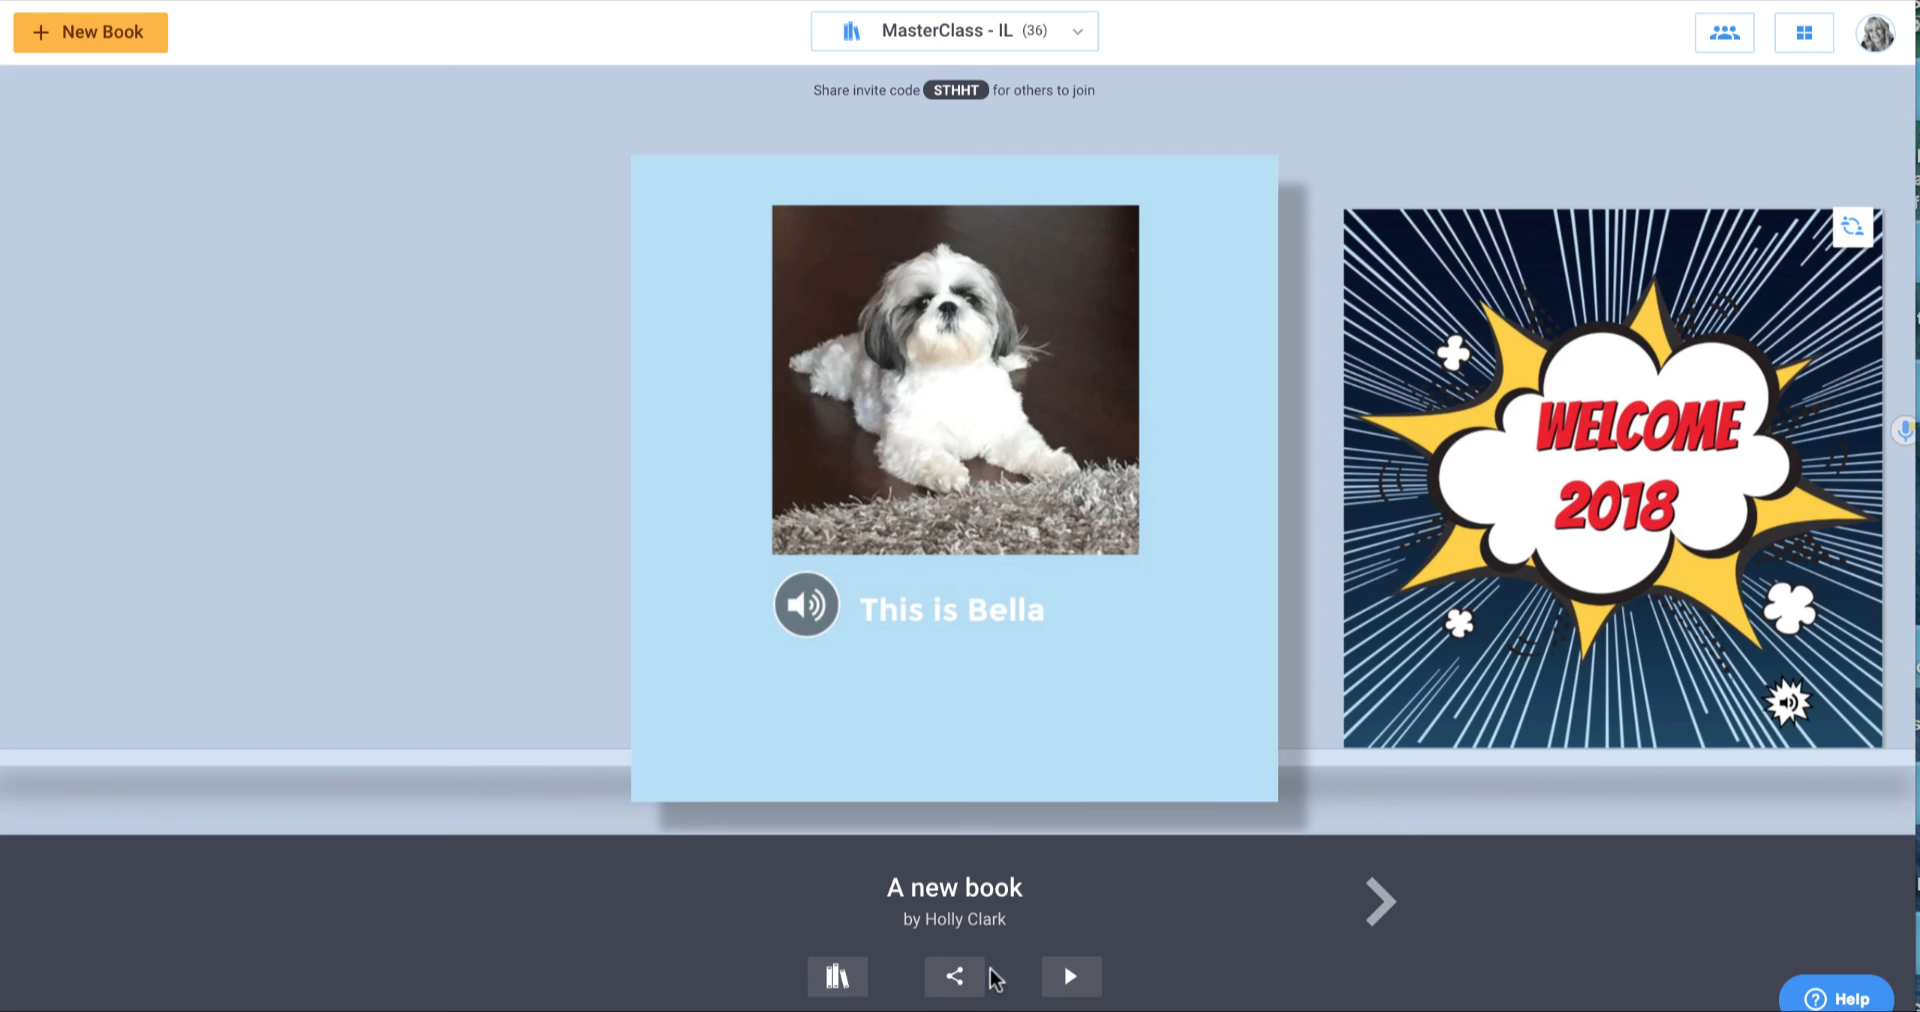 New Book
MasterClass - IL (36)
Share invite code STHHT for others to join
This is Bella
WELCOME
2018
A new book
by Holly Clark
? Help